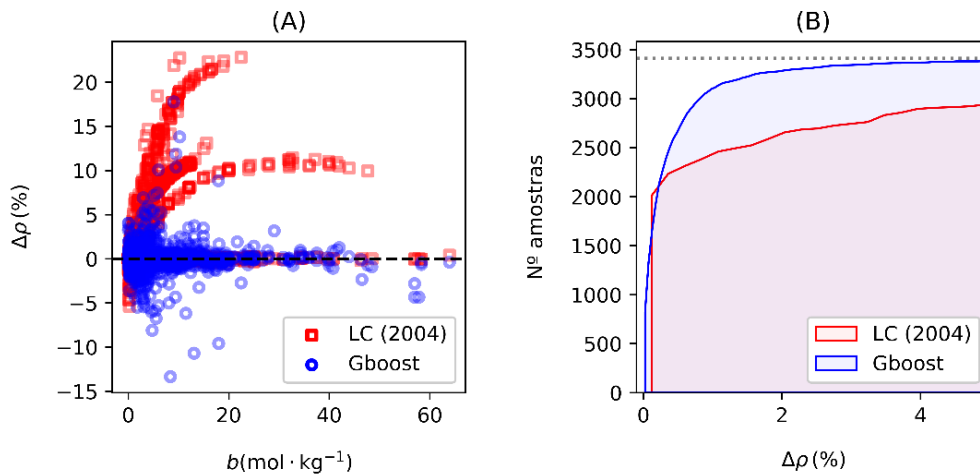 (A)
20
15
10
5
0
−5
−10
−15
Δρ (%)
0
20
40
60
b(mol · kg⁻¹)
LC (2004)
Gboost
(B)
3500
3000
2500
2000
1500
1000
500
0
Nº amostras
0
2
4
Δρ (%)
LC (2004)
Gboost